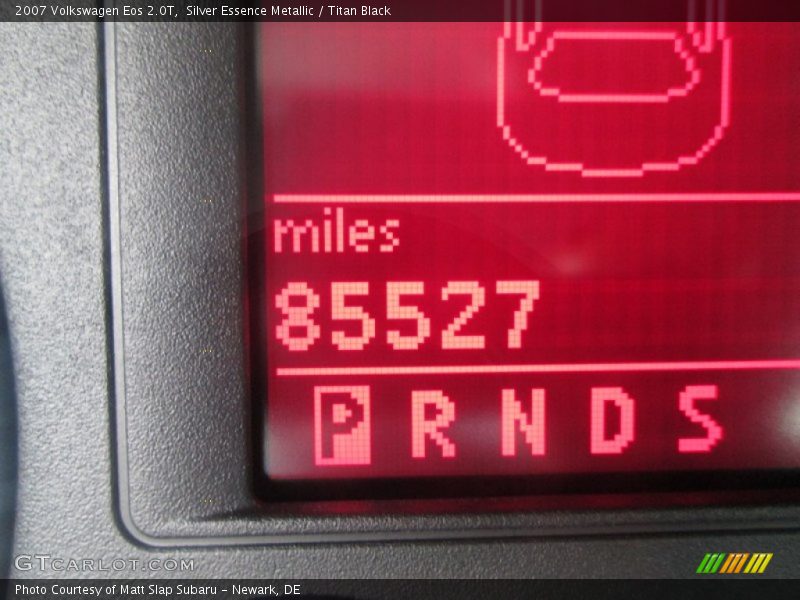 2007 Volkswagen Eos 2.0T, Silver Essence Metallic / Titan Black
miles
85527
P R N D S
GTCARLOT.COM
Photo Courtesy of Matt Slap Subaru - Newark, DE